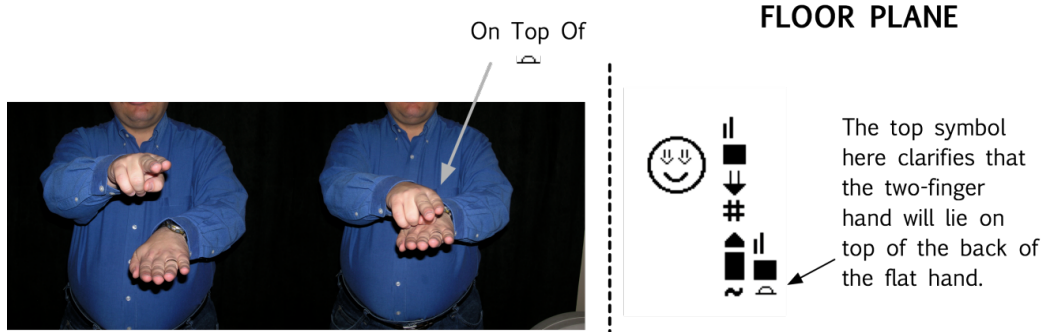 On Top Of
FLOOR PLANE
The top symbol
here clarifies that
the two-finger
hand will lie on
top of the back of
the flat hand.